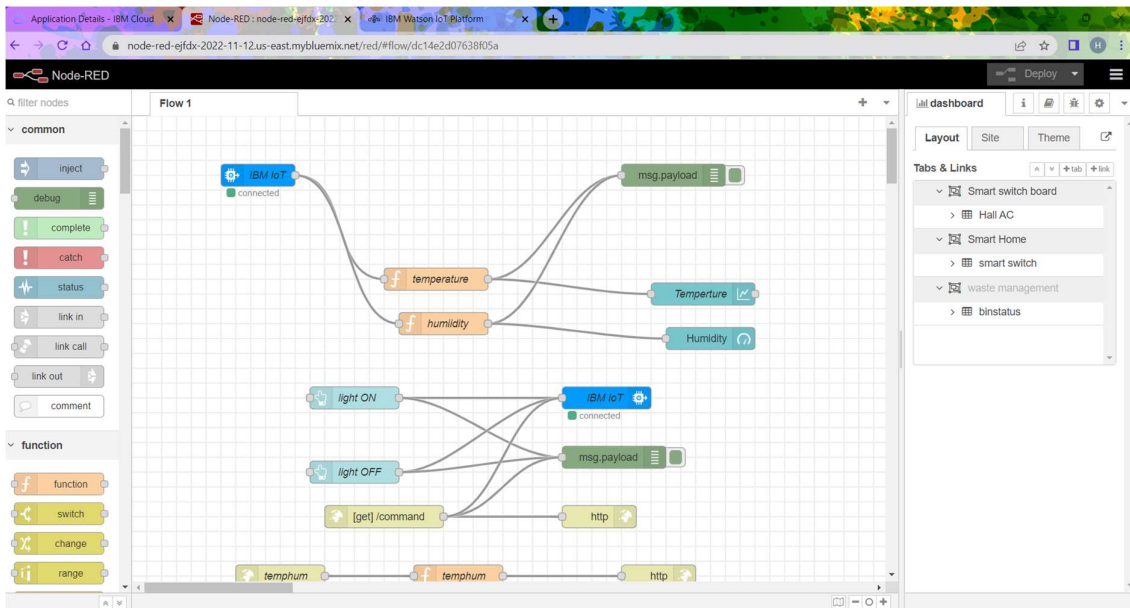 Application Details - IBM Cloud
Node-RED : node-red-ejfdx-202
IBM Watson IoT Platform
node-red-ejfdx-2022-11-12.us-east.mybluemix.net/red/#flow/dc14e2d07638f05a
H
Node-RED
Deploy
filter nodes
Flow 1
dashboard
common
Layout
Site
Theme
inject
IBM IoT
msg.payload
Tabs & Links
+tab
+link
debug
connected
Smart switch board
complete
Hall AC
catch
Smart Home
status
temperature
smart switch
link in
Temperture
waste management
link call
humiidity
Humidity
binstatus
link out
light ON
IBM IoT
comment
connected
function
msg.payload
light OFF
function
switch
[get] /command
http
change
range
temphum
temphum
http